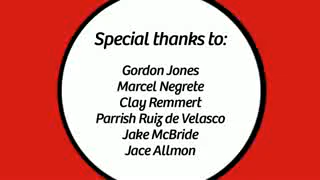 Special thanks to:
Gordon Jones
Marcel Negrete
Clay Remmert
Parrish Ruiz de Velasco
Jake McBride
Jace Allmon